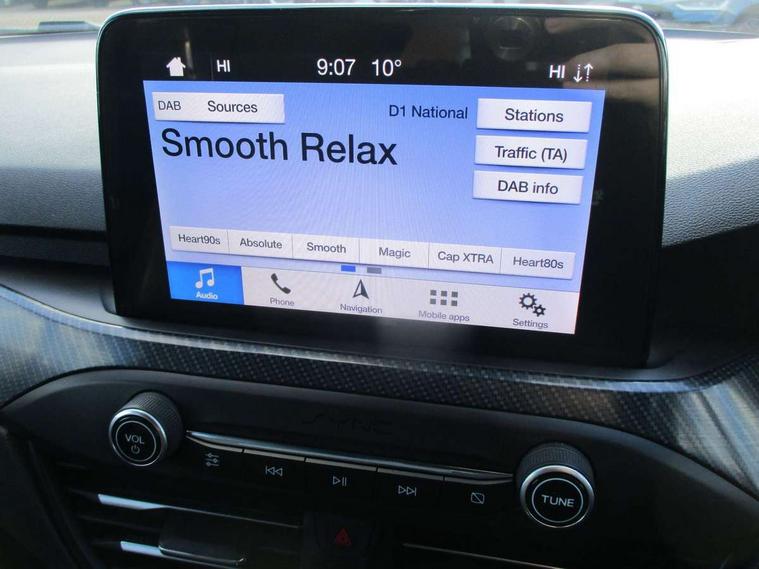 HI 9:07 10° HI
DAB Sources
D1 National
Stations
Smooth Relax
Traffic (TA)
DAB info
Heart90s Absolute Smooth Magic Cap XTRA Heart80s
Audio Phone Navigation Mobile apps Settings
SYNC
VOL
TUNE